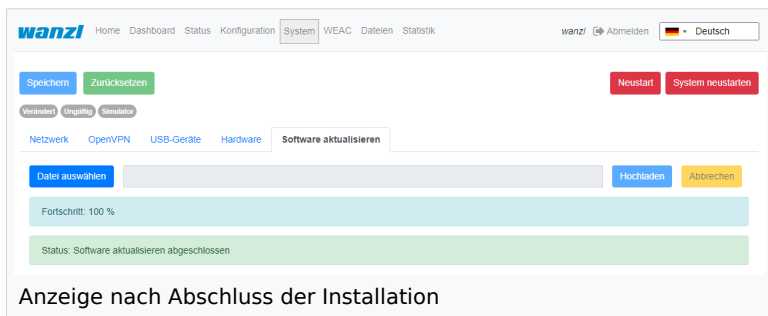 wanzl Home Dashboard Status Konfiguration System WEAC Dateien Statistik wanzl Abmelden Deutsch
Speichern Zurücksetzen Neustart System neustarten
Verändert Ungültig Simulator
Netzwerk OpenVPN USB-Geräte Hardware Software aktualisieren
Datei auswählen Hochladen Abbrechen
Fortschritt: 100 %
Status: Software aktualisieren abgeschlossen
Anzeige nach Abschluss der Installation